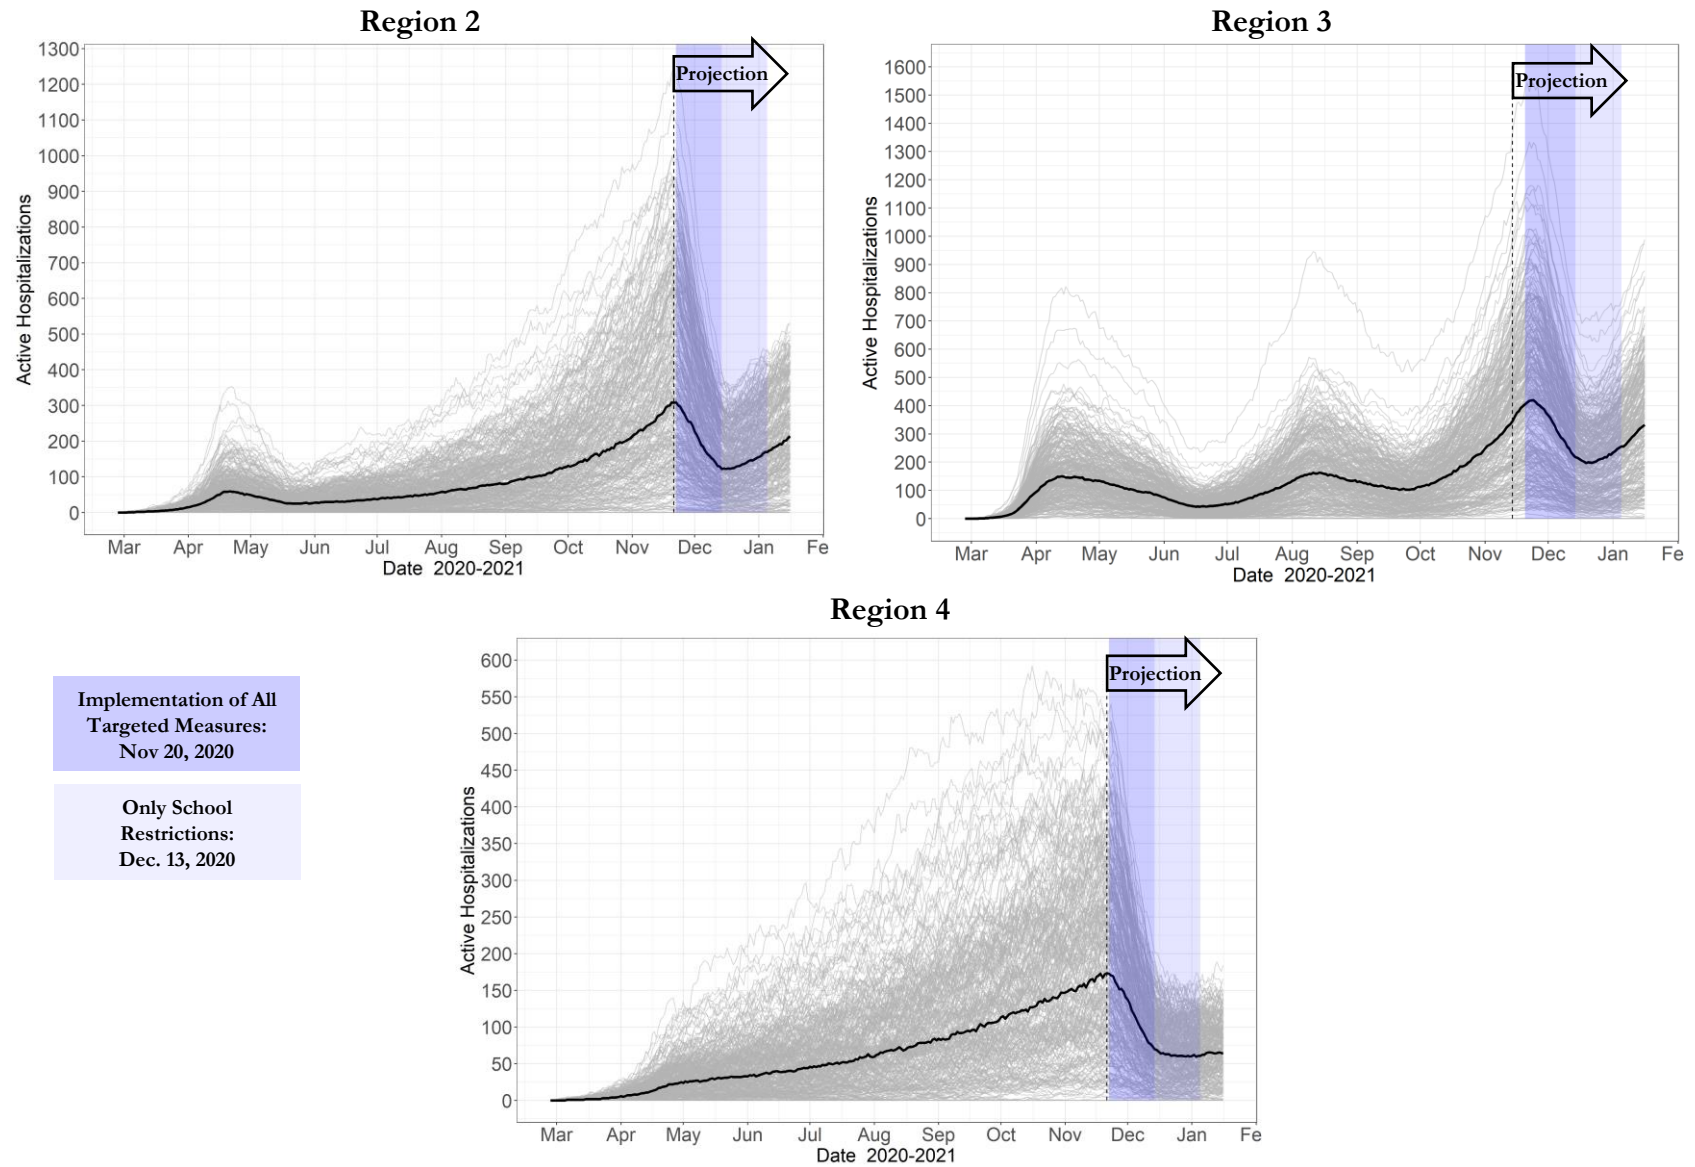 Region 2
1300
1200
1100
1000
900
800
700
600
500
400
300
200
100
0
Active Hospitalizations
Projection
Mar Apr May Jun Jul Aug Sep Oct Nov Dec Jan Fe
Date 2020-2021
Region 3
1600
1500
1400
1300
1200
1100
1000
900
800
700
600
500
400
300
200
100
0
Active Hospitalizations
Projection
Mar Apr May Jun Jul Aug Sep Oct Nov Dec Jan Fe
Date 2020-2021
Implementation of All
Targeted Measures:
Nov 20, 2020
Only School
Restrictions:
Dec. 13, 2020
Region 4
600
550
500
450
400
350
300
250
200
150
100
50
0
Active Hospitalizations
Projection
Mar Apr May Jun Jul Aug Sep Oct Nov Dec Jan Fe
Date 2020-2021